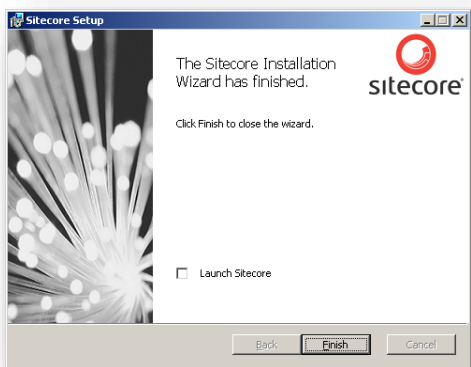 Sitecore Setup
The Sitecore Installation
Wizard has finished.
sitecore
Click Finish to close the wizard.
Launch Sitecore
Back
Finish
Cancel